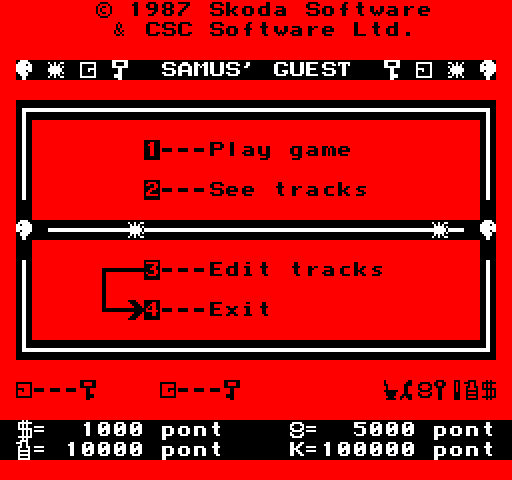 © 1987 Skoda Software
& CSC Software Ltd.
SAMUS' GUEST
1---Play game
2---See tracks
3---Edit tracks
4---Exit
$
$= 1000 pont 8= 5000 pont
= 10000 pont K=100000 pont